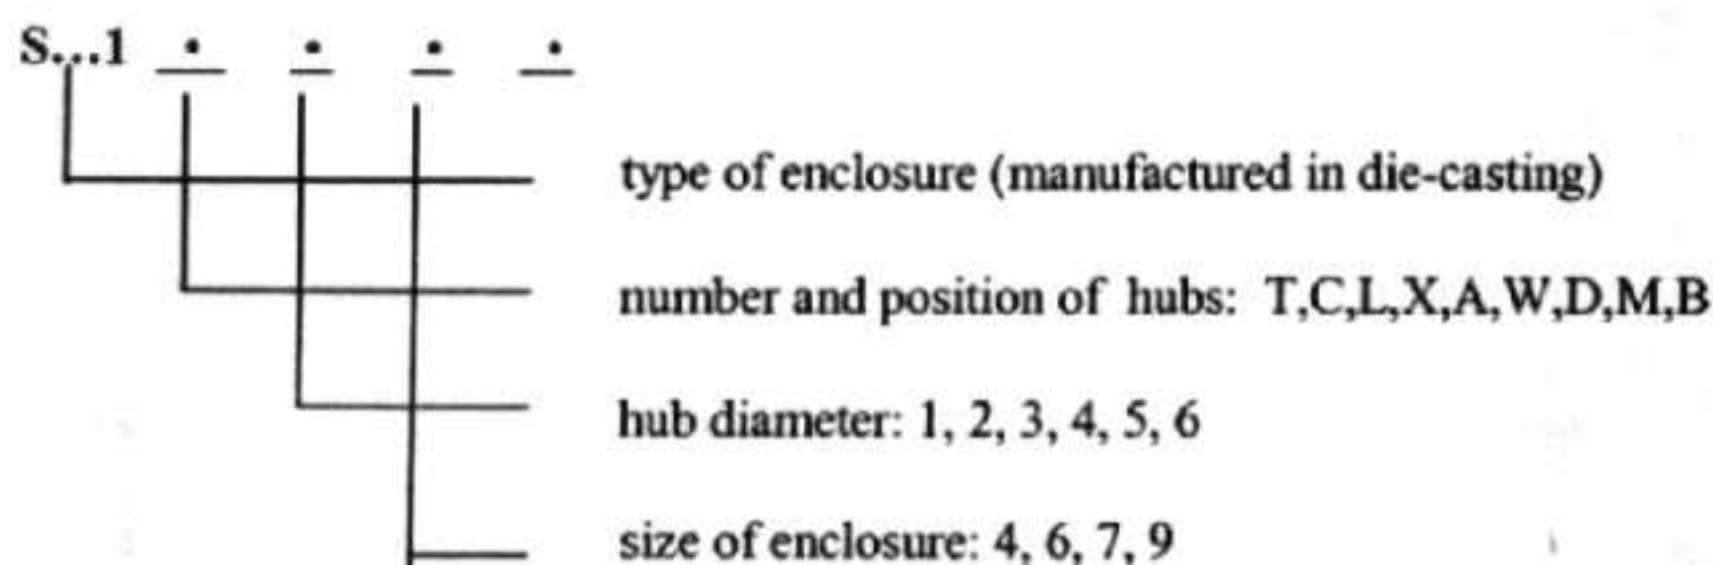 S...1 . . . .
type of enclosure (manufactured in die-casting)
number and position of hubs: T,C,L,X,A,W,D,M,B
hub diameter: 1, 2, 3, 4, 5, 6
size of enclosure: 4, 6, 7, 9